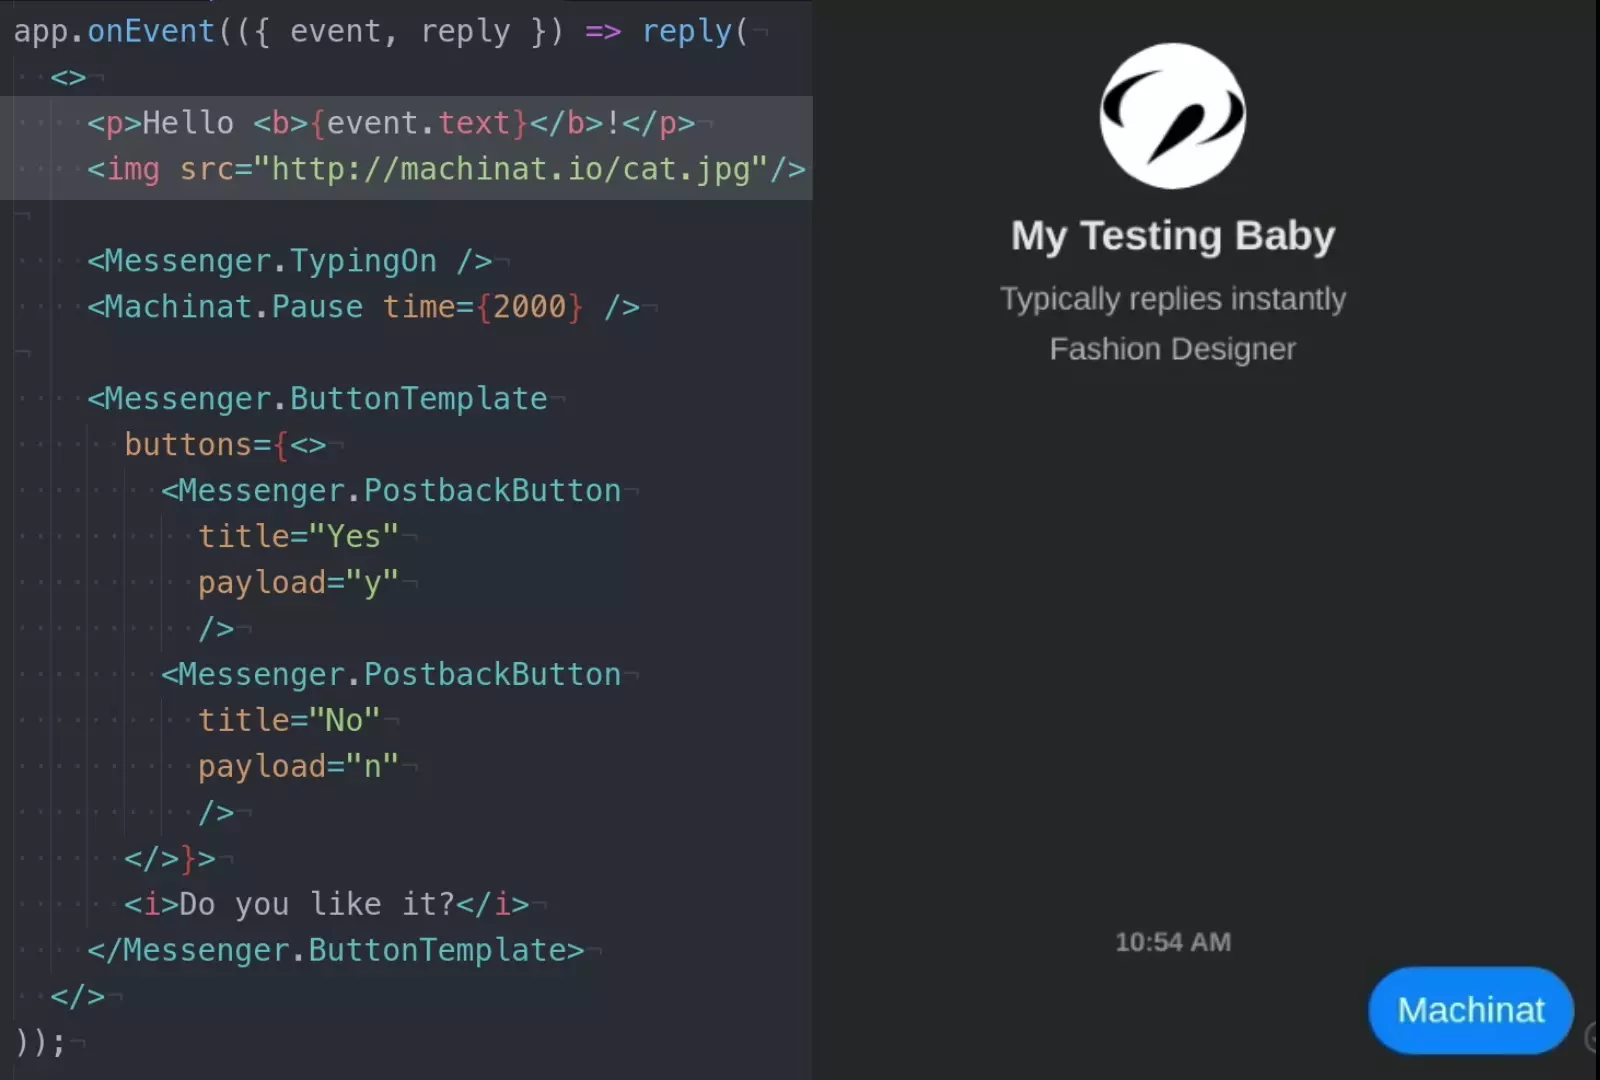 app.onEvent(({ event, reply }) => reply(
<>
<p>Hello <b>{event.text}</b>!</p>
<img src="http://machinat.io/cat.jpg"/>
<Messenger.TypingOn />
<Machinat.Pause time={2000} />
<Messenger.ButtonTemplate
buttons={<>
<Messenger.PostbackButton
title="Yes"
payload="y"
/>
<Messenger.PostbackButton
title="No"
payload="n"
/>
</>}>
<i>Do you like it?</i>
</Messenger.ButtonTemplate>
</>
));
My Testing Baby
Typically replies instantly
Fashion Designer
10:54 AM
Machinat